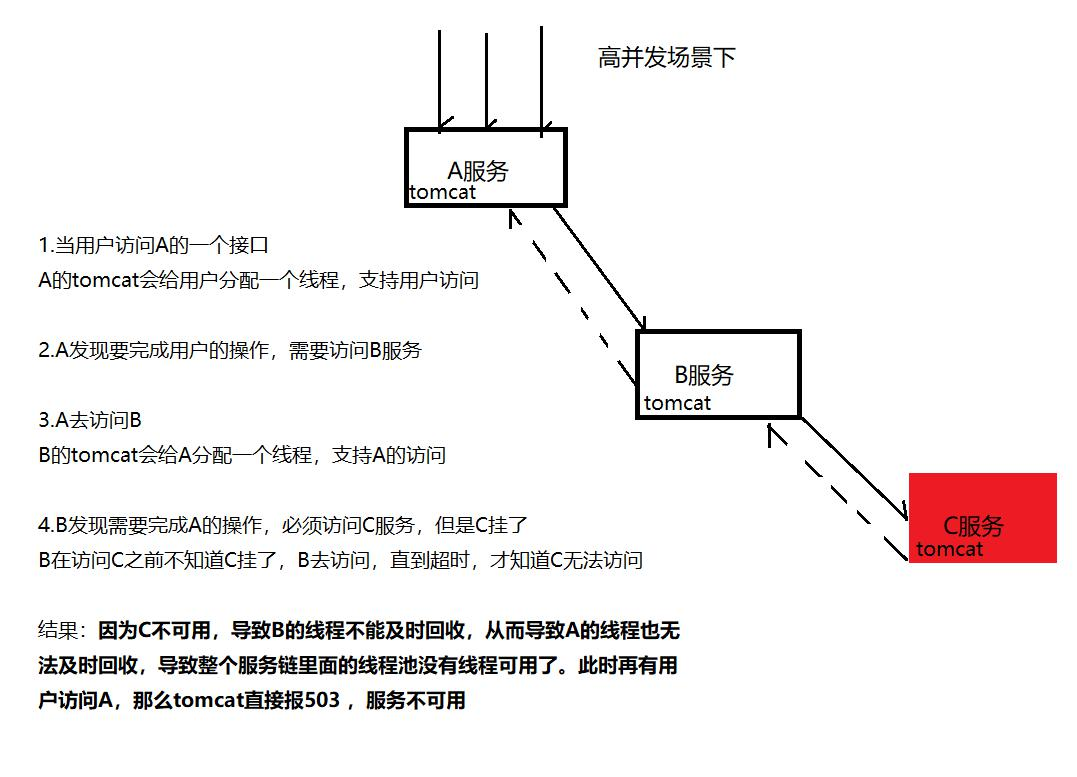 高并发场景下
A服务
tomcat
1.当用户访问A的一个接口
A的tomcat会给用户分配一个线程，支持用户访问
2.A发现要完成用户的操作，需要访问B服务
B服务
tomcat
3.A去访问B
B的tomcat会给A分配一个线程，支持A的访问
4.B发现需要完成A的操作，必须访问C服务，但是C挂了
B在访问C之前不知道C挂了，B去访问，直到超时，才知道C无法访问
C服务
tomcat
结果：因为C不可用，导致B的线程不能及时回收，从而导致A的线程也无
法及时回收，导致整个服务链里面的线程池没有线程可用了。此时再有用
户访问A，那么tomcat直接报503 ，服务不可用